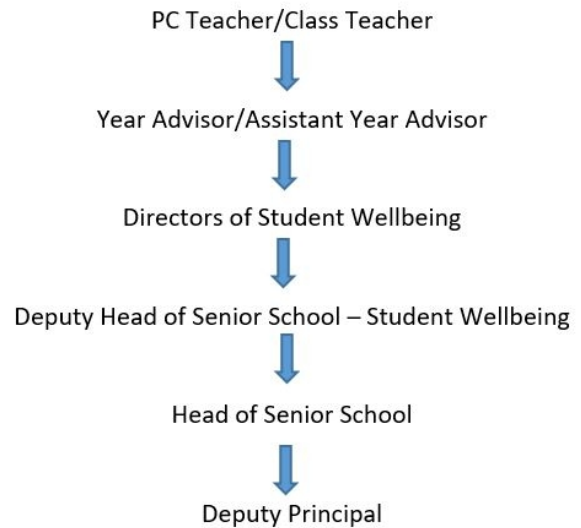 PC Teacher/Class Teacher
Year Advisor/Assistant Year Advisor
Directors of Student Wellbeing
Deputy Head of Senior School – Student Wellbeing
Head of Senior School
Deputy Principal